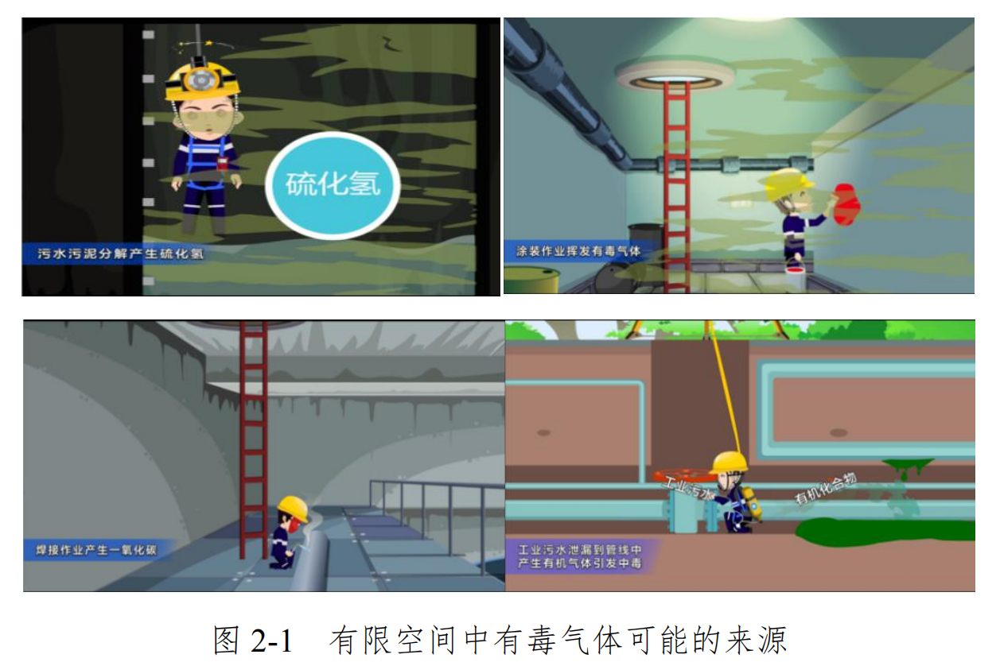 硫化氢
污水污泥分解产生硫化氢
涂装作业挥发有毒气体
焊接作业产生一氧化碳
工业污水
有机化合物
工业污水泄漏到管线中
产生有机气体引发中毒
图 2-1 有限空间中有毒气体可能的来源